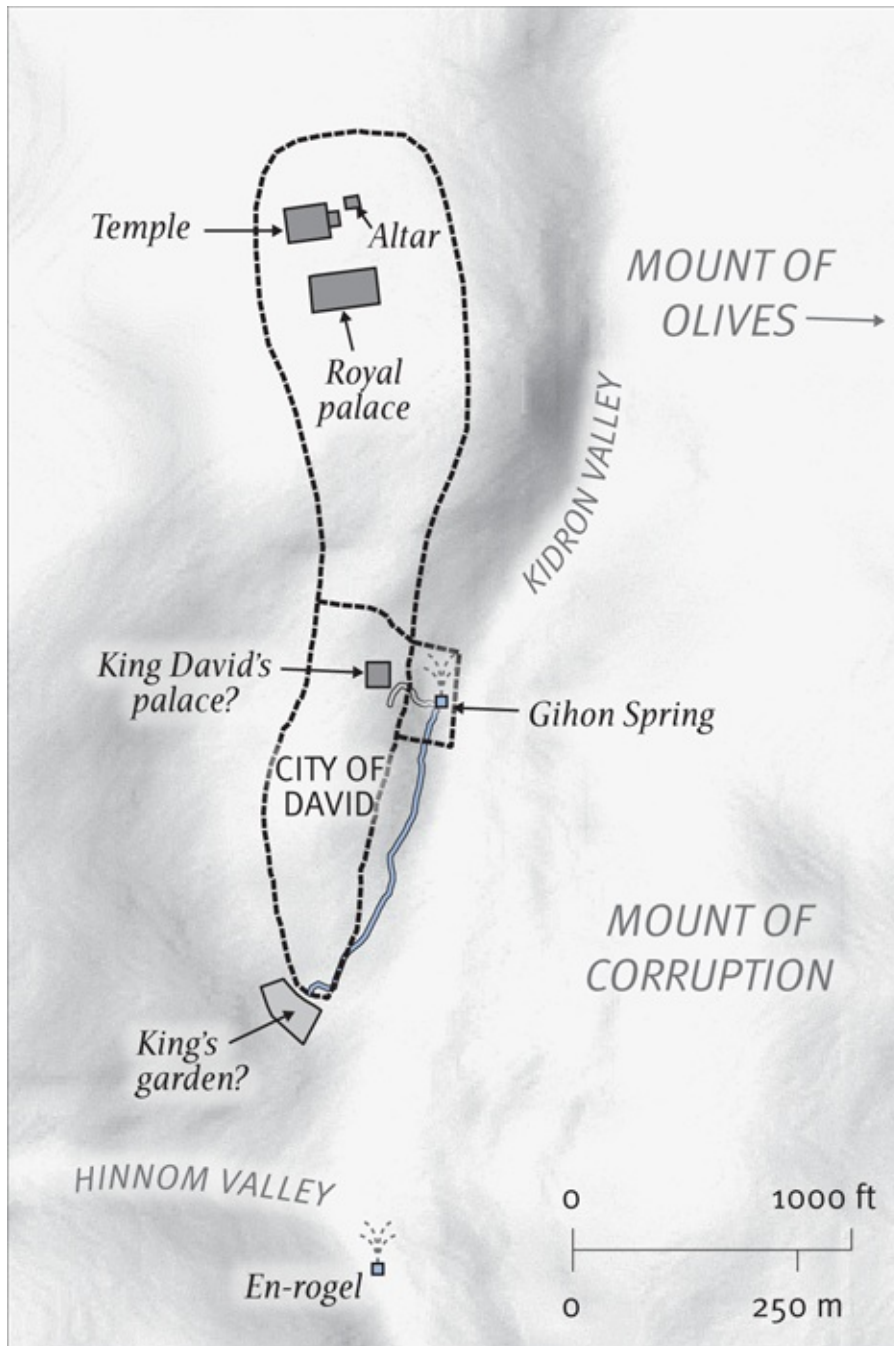 Temple
Altar
MOUNT OF
OLIVES
Royal
palace
KIDRON VALLEY
King David's
palace?
Gihon Spring
CITY OF
DAVID
MOUNT OF
CORRUPTION
King's
garden?
HINNOM VALLEY
En-rogel
0 1000 ft
0 250 m